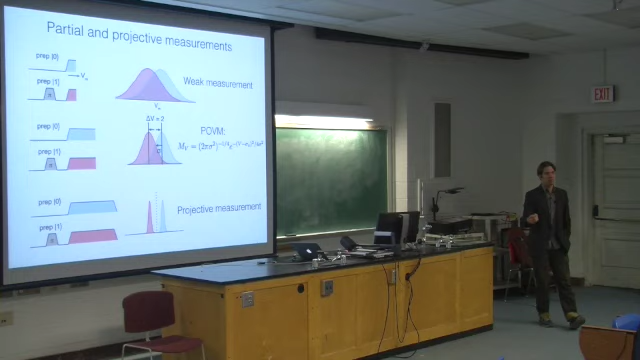 Partial and projective measurements
prep |0⟩
prep |1⟩
Weak measurement
ΔV = 2
prep |0⟩
prep |1⟩
POVM:
prep |0⟩
prep |1⟩
Projective measurement
EXIT